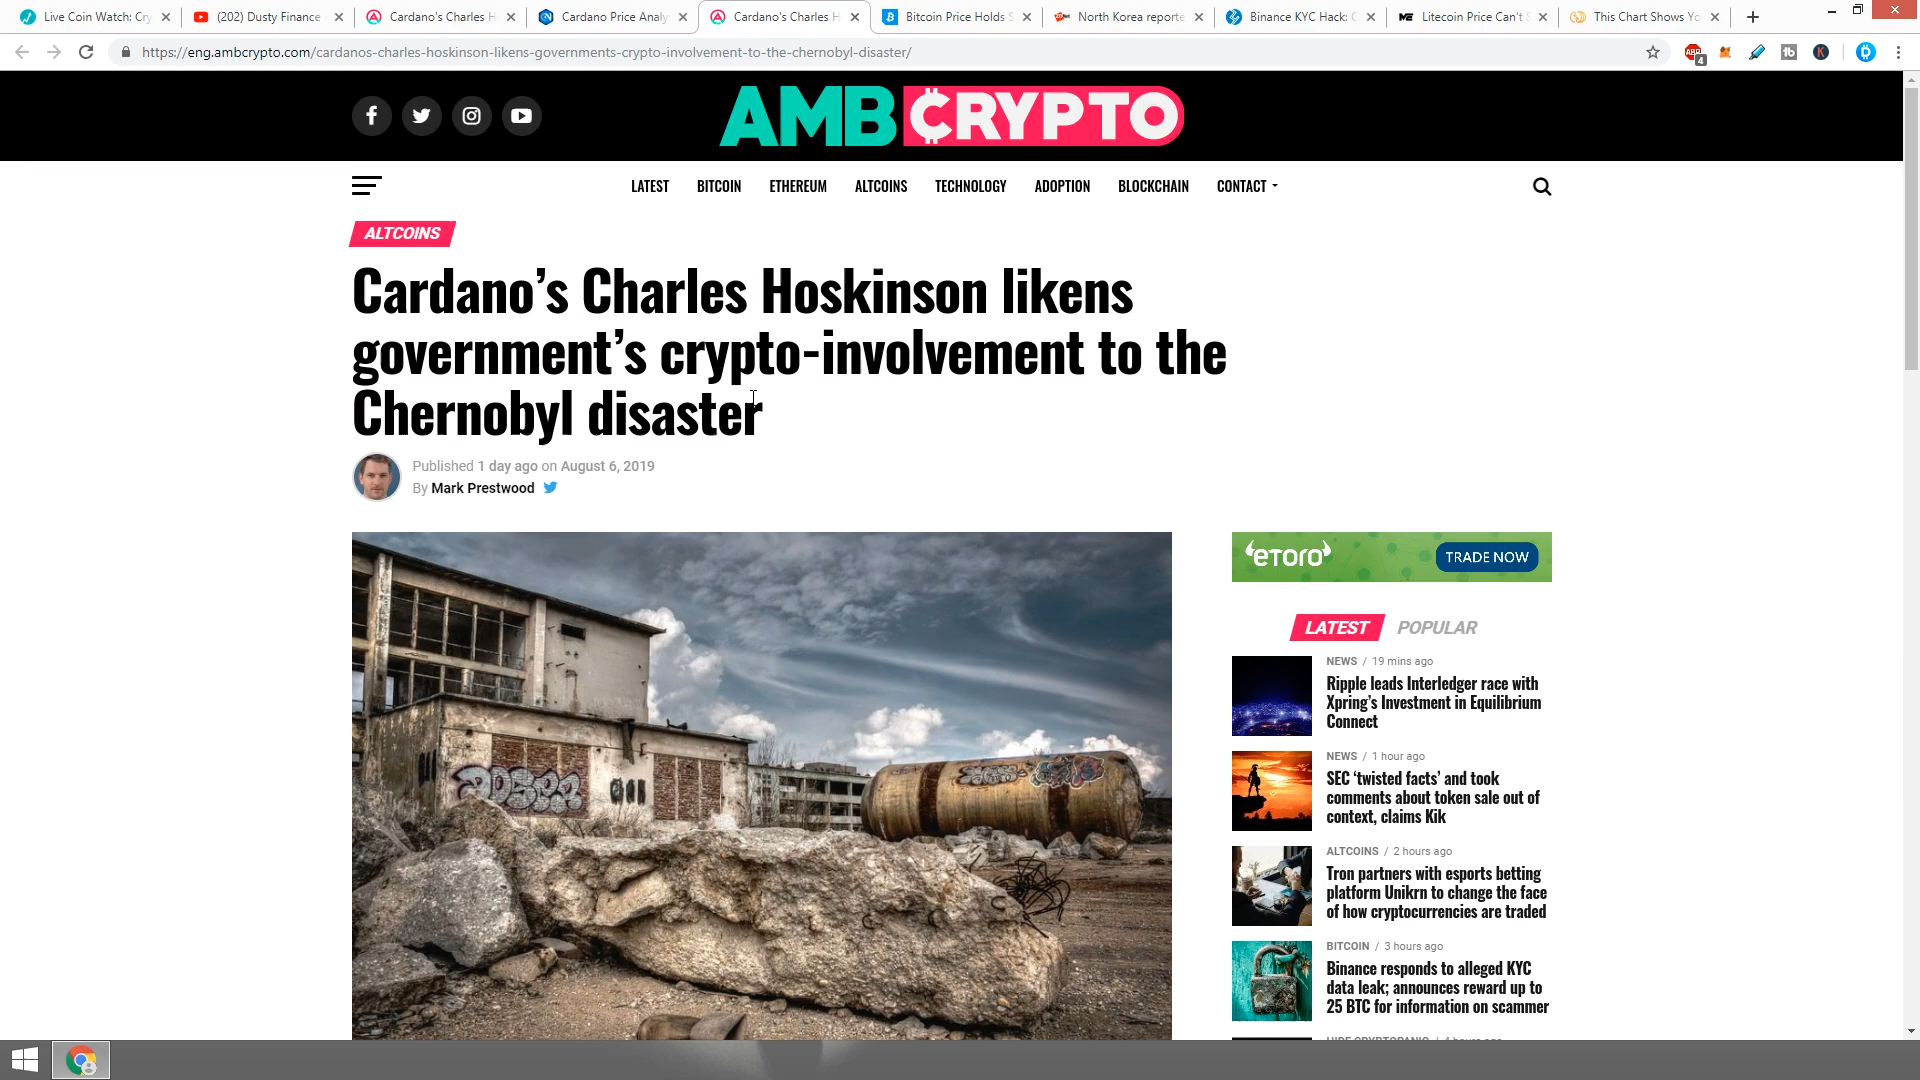 Live Coin Watch: Cry
(202) Dusty Finance
Cardano's Charles H
Cardano Price Analy
Cardano's Charles H
Bitcoin Price Holds S
North Korea reporte
Binance KYC Hack: C
Litecoin Price Can't S
This Chart Shows Yo
https://eng.ambcrypto.com/cardanos-charles-hoskinson-likens-governments-crypto-involvement-to-the-chernobyl-disaster/
ABP
4
AMBCRYPTO
LATEST
BITCOIN
ETHEREUM
ALTCOINS
TECHNOLOGY
ADOPTION
BLOCKCHAIN
CONTACT
ALTCOINS
Cardano’s Charles Hoskinson likens
government’s crypto-involvement to the
Chernobyl disaster
Published 1 day ago on August 6, 2019
By Mark Prestwood
eToro
TRADE NOW
LATEST
POPULAR
NEWS / 19 mins ago
Ripple leads Interledger race with
Xpring’s Investment in Equilibrium
Connect
NEWS / 1 hour ago
SEC ‘twisted facts’ and took
comments about token sale out of
context, claims Kik
ALTCOINS / 2 hours ago
Tron partners with esports betting
platform Unikrn to change the face
of how cryptocurrencies are traded
BITCOIN / 3 hours ago
Binance responds to alleged KYC
data leak; announces reward up to
25 BTC for information on scammer